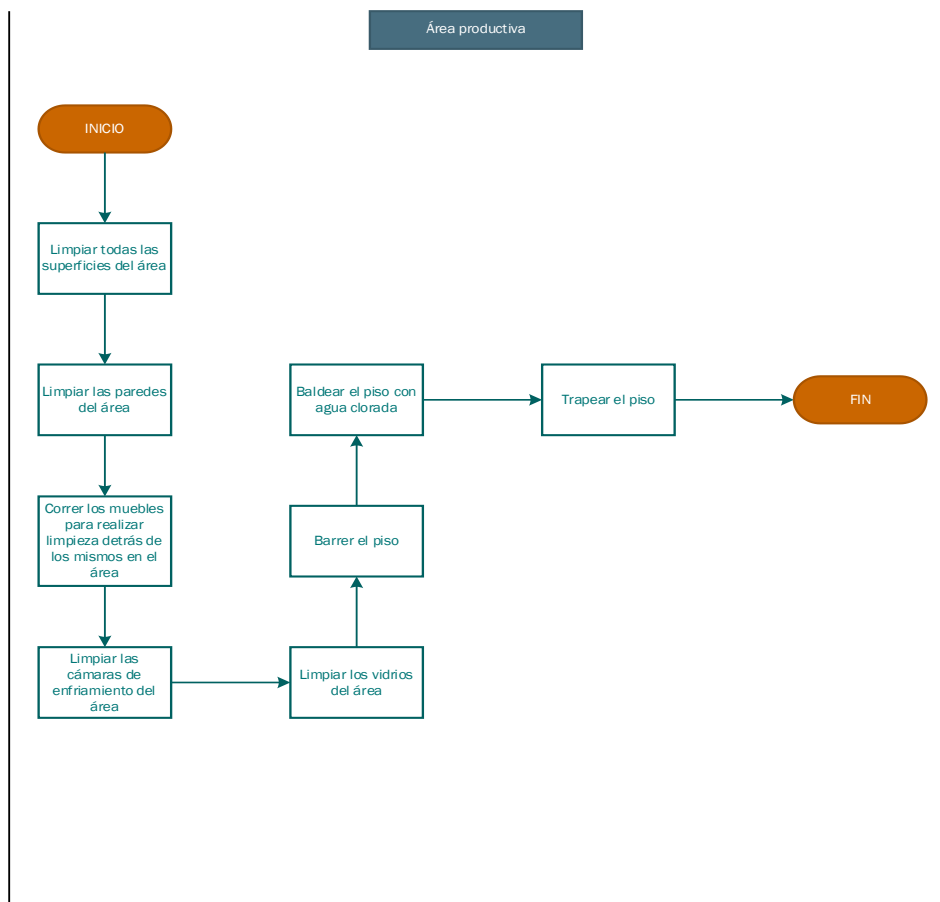 Área productiva
INICIO
Limpiar todas las
superficies del área
Limpiar las paredes
del área
Correr los muebles
para realizar
limpieza detrás de
los mismos en el
área
Limpiar las
cámaras de
enfriamiento del
área
Limpiar los vidrios
del área
Barrer el piso
Baldear el piso con
agua clorada
Trapear el piso
FIN